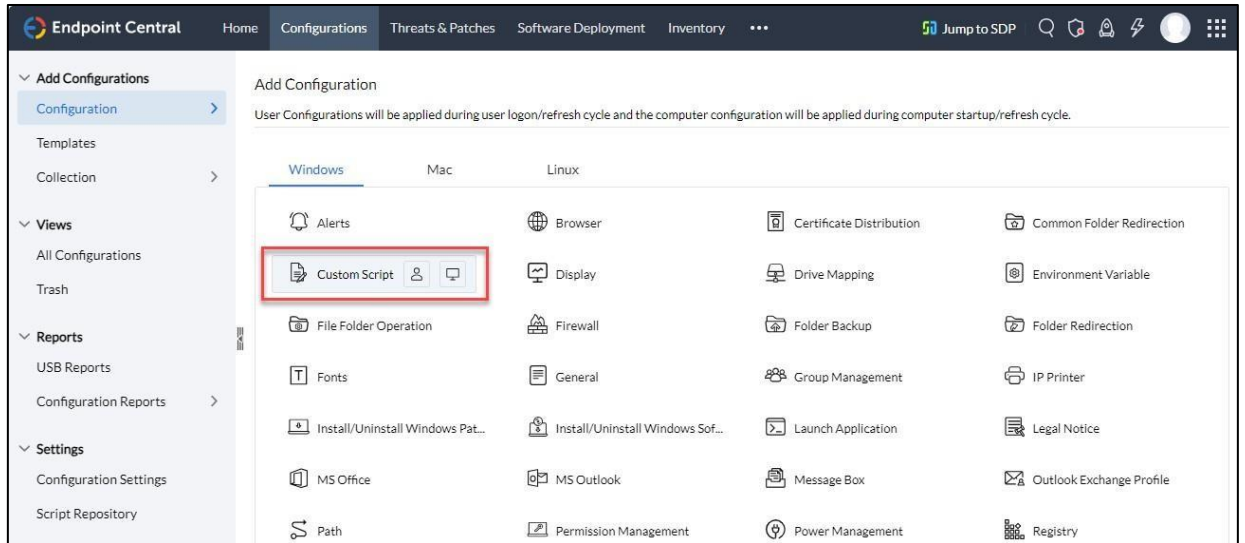 Endpoint Central Home Configurations Threats & Patches Software Deployment Inventory ••• Jump to SDP
Add Configurations
Configuration
Templates
Collection
Views
All Configurations
Trash
Reports
USB Reports
Configuration Reports
Settings
Configuration Settings
Script Repository
Add Configuration
User Configurations will be applied during user logon/refresh cycle and the computer configuration will be applied during computer startup/refresh cycle.
Windows Mac Linux
Alerts Browser Certificate Distribution Common Folder Redirection
Custom Script Display Drive Mapping Environment Variable
File Folder Operation Firewall Folder Backup Folder Redirection
Fonts General Group Management IP Printer
Install/Uninstall Windows Pat... Install/Uninstall Windows Sof... Launch Application Legal Notice
MS Office MS Outlook Message Box Outlook Exchange Profile
Path Permission Management Power Management Registry